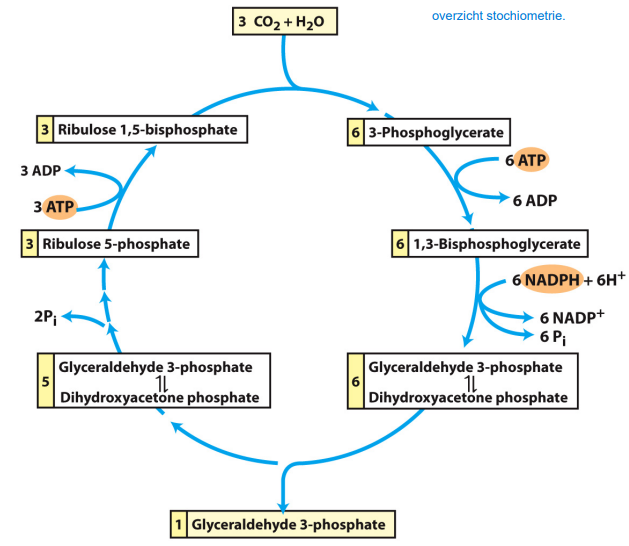 3 CO₂ + H₂O
overzicht stochiometrie.
3 Ribulose 1,5-bisphosphate
6 3-Phosphoglycerate
3 ADP
3 ATP
6 ATP
6 ADP
3 Ribulose 5-phosphate
6 1,3-Bisphosphoglycerate
6 NADPH + 6H⁺
6 NADP⁺
6 Pᵢ
2Pᵢ
5
Glyceraldehyde 3-phosphate
⥮
Dihydroxyacetone phosphate
6
Glyceraldehyde 3-phosphate
⥮
Dihydroxyacetone phosphate
1 Glyceraldehyde 3-phosphate